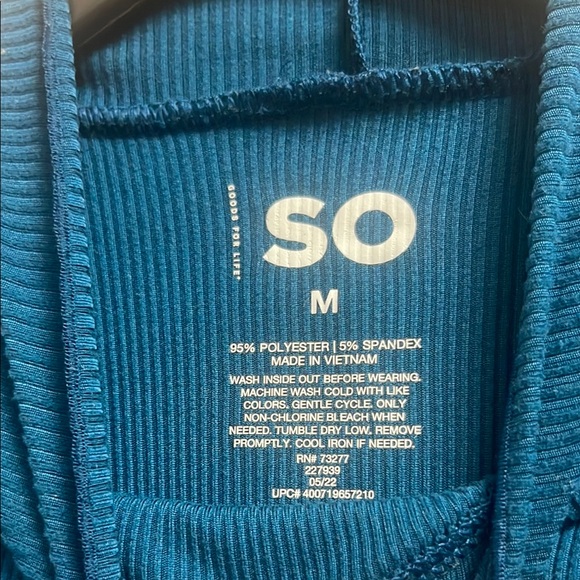 GOODS FOR LIFE®
SO
M
95% POLYESTER | 5% SPANDEX
MADE IN VIETNAM
WASH INSIDE OUT BEFORE WEARING.
MACHINE WASH COLD WITH LIKE
COLORS. GENTLE CYCLE. ONLY
NON-CHLORINE BLEACH WHEN
NEEDED. TUMBLE DRY LOW. REMOVE
PROMPTLY. COOL IRON IF NEEDED.
RN# 73277
227939
05/22
UPC# 400719657210